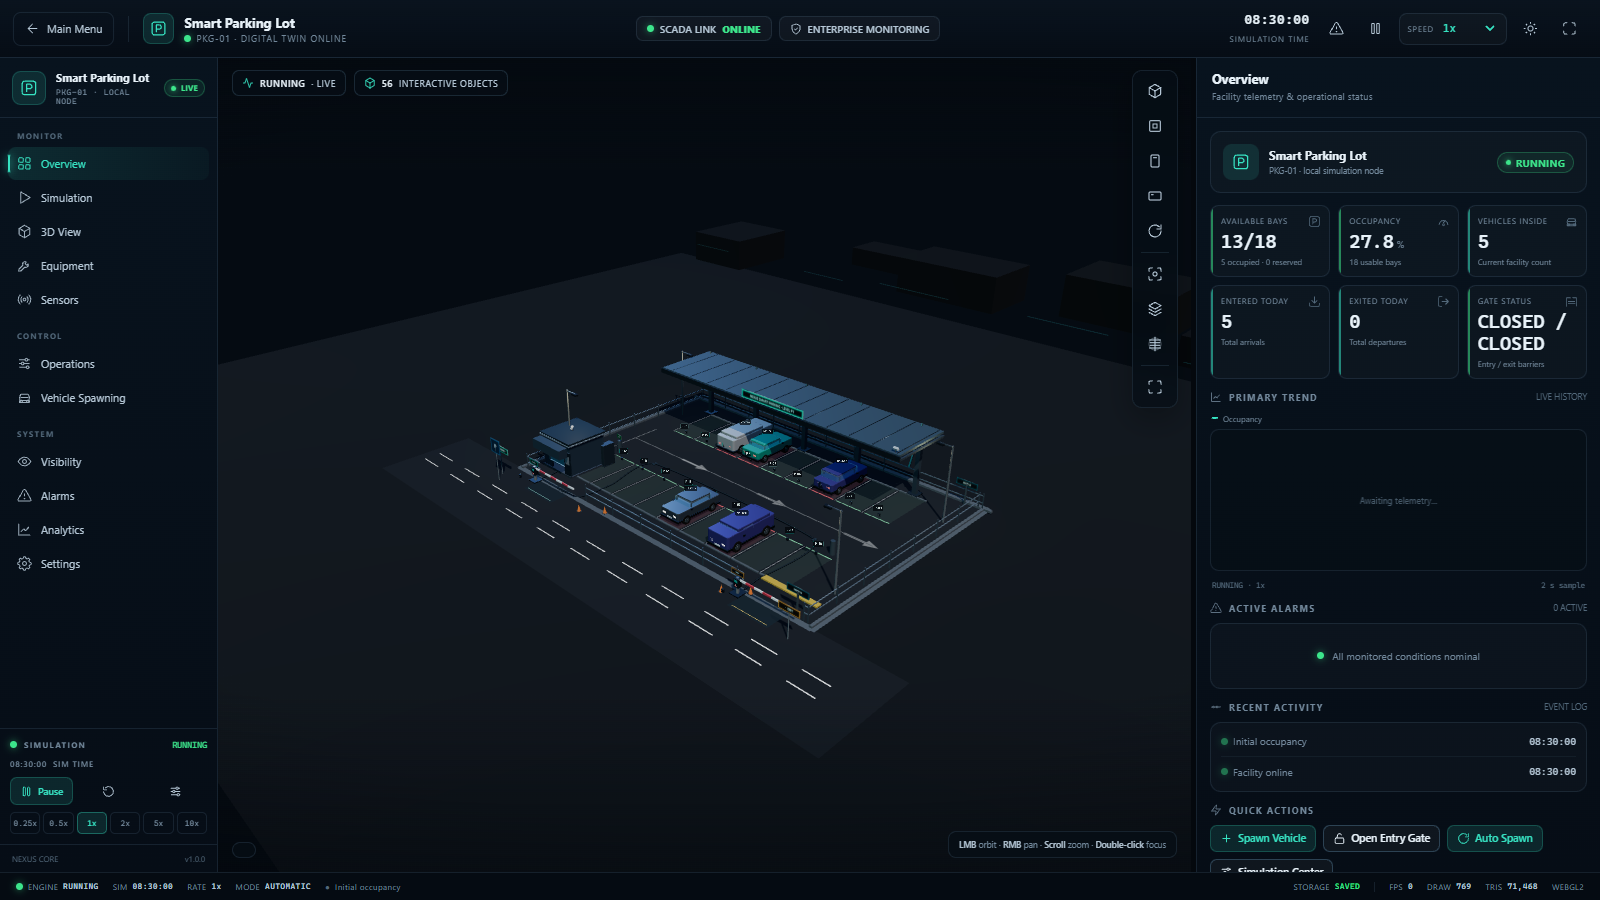 Main Menu
Smart Parking Lot
PKG-01 · DIGITAL TWIN ONLINE
SCADA LINK ONLINE
ENTERPRISE MONITORING
08:30:00
SIMULATION TIME
SPEED 1x
Smart Parking Lot
PKG-01 · LOCAL NODE
LIVE
MONITOR
Overview
Simulation
3D View
Equipment
Sensors
CONTROL
Operations
Vehicle Spawning
SYSTEM
Visibility
Alarms
Analytics
Settings
SIMULATION RUNNING
08:30:00 SIM TIME
Pause
0.25x 0.5x 1x 2x 5x 10x
NEXUS CORE v1.0.0
RUNNING - LIVE
56 INTERACTIVE OBJECTS
LMB orbit · RMB pan · Scroll zoom · Double-click focus
Overview
Facility telemetry & operational status
Smart Parking Lot
PKG-01 · local simulation node
RUNNING
AVAILABLE BAYS
13/18
5 occupied · 0 reserved
OCCUPANCY
27.8 %
18 usable bays
VEHICLES INSIDE
5
Current facility count
ENTERED TODAY
5
Total arrivals
EXITED TODAY
0
Total departures
GATE STATUS
CLOSED /
CLOSED
Entry / exit barriers
PRIMARY TREND LIVE HISTORY
Occupancy
Awaiting telemetry...
RUNNING · 1x 2 s sample
ACTIVE ALARMS 0 ACTIVE
All monitored conditions nominal
RECENT ACTIVITY EVENT LOG
Initial occupancy 08:30:00
Facility online 08:30:00
QUICK ACTIONS
Spawn Vehicle
Open Entry Gate
Auto Spawn
Simulation Center
ENGINE RUNNING SIM 08:30:00 RATE 1x MODE AUTOMATIC Initial occupancy
STORAGE SAVED FPS 0 DRAW 769 TRIS 71,468 WEBGL2